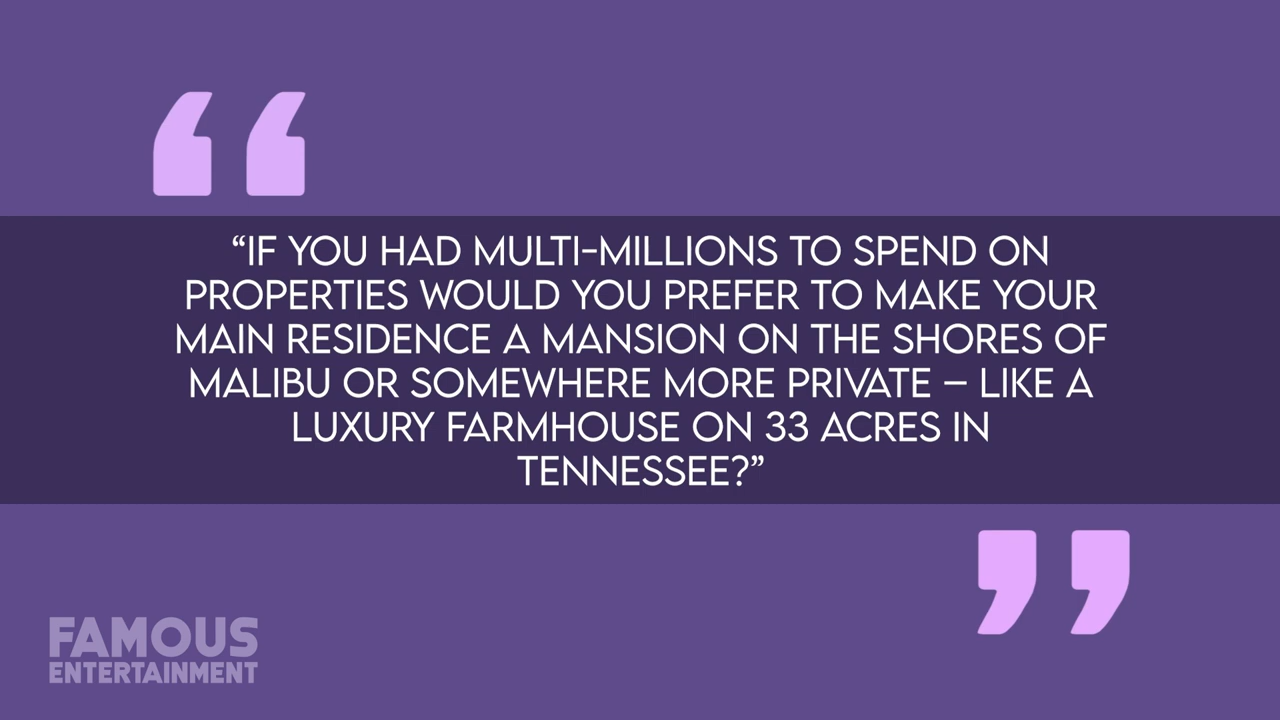 “IF YOU HAD MULTI-MILLIONS TO SPEND ON
PROPERTIES WOULD YOU PREFER TO MAKE YOUR
MAIN RESIDENCE A MANSION ON THE SHORES OF
MALIBU OR SOMEWHERE MORE PRIVATE – LIKE A
LUXURY FARMHOUSE ON 33 ACRES IN
TENNESSEE?”
FAMOUS
ENTERTAINMENT